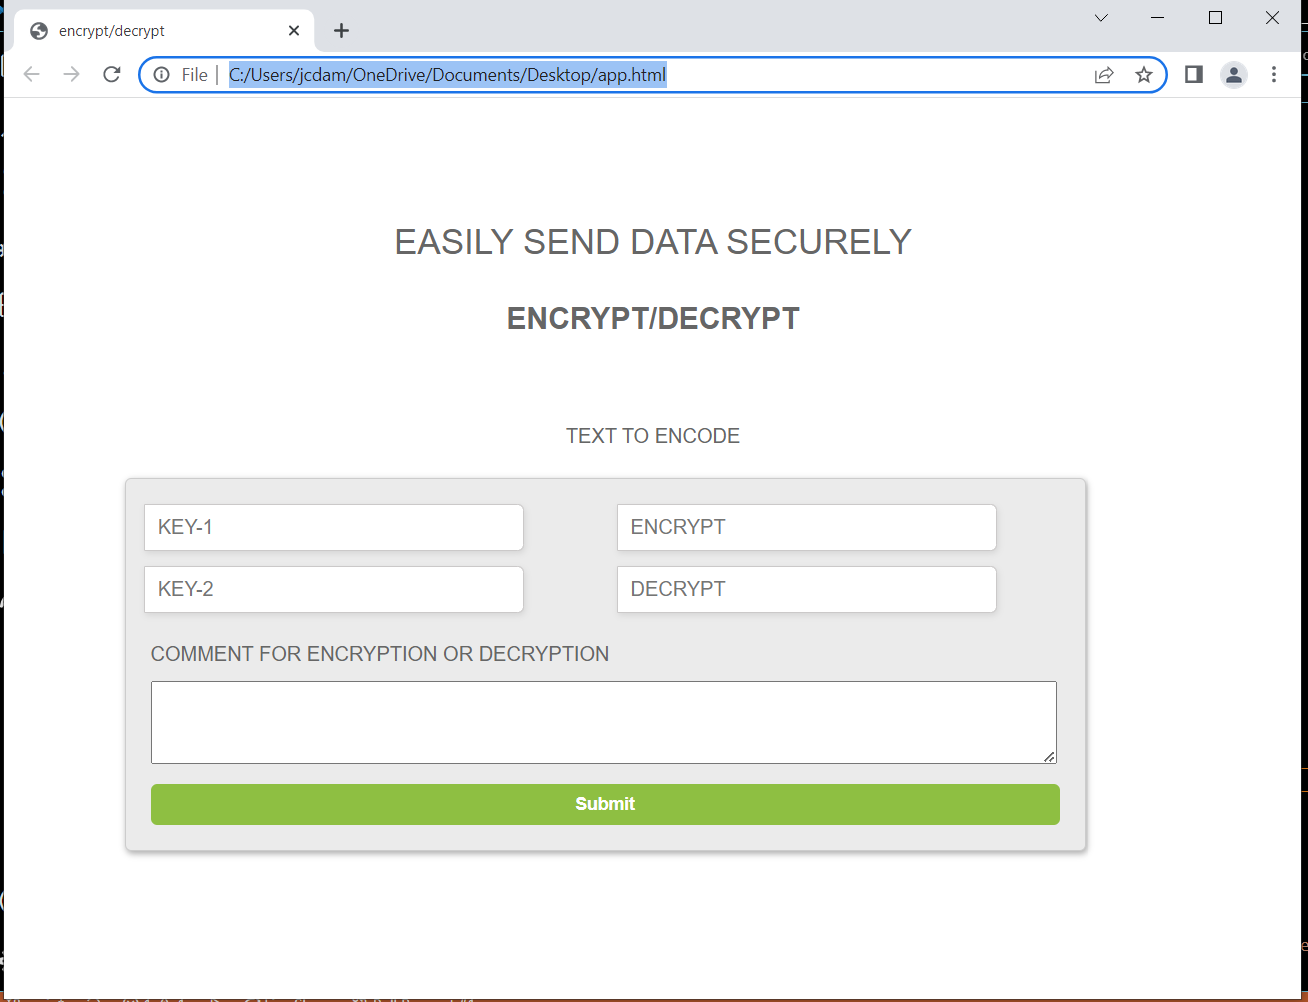 encrypt/decrypt
File C:/Users/jcdam/OneDrive/Documents/Desktop/app.html
EASILY SEND DATA SECURELY
ENCRYPT/DECRYPT
TEXT TO ENCODE
KEY-1 ENCRYPT
KEY-2 DECRYPT
COMMENT FOR ENCRYPTION OR DECRYPTION
Submit